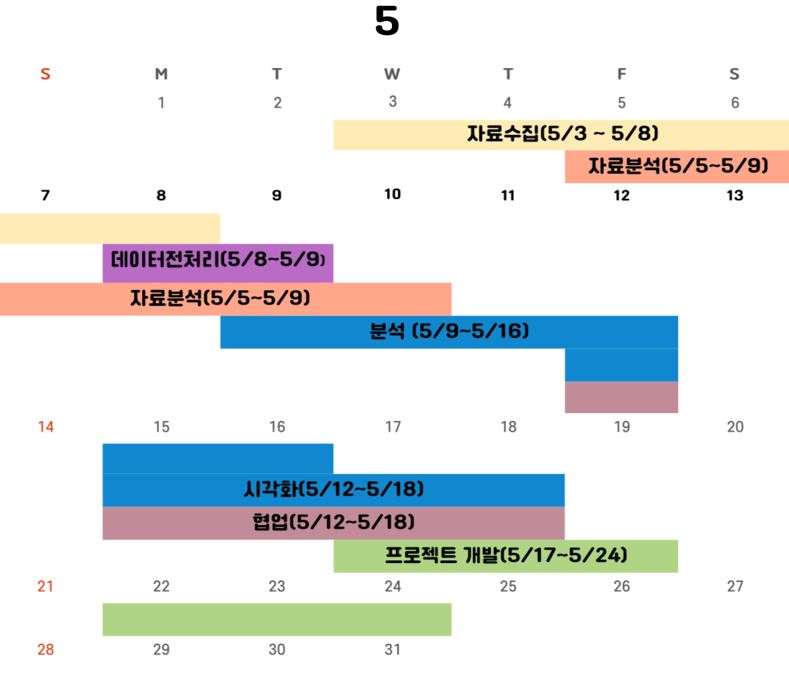 5
S M T W T F S
1 2 3 4 5 6
자료수집(5/3 ~ 5/8)
자료분석(5/5~5/9)
7 8 9 10 11 12 13
데이터전처리(5/8~5/9)
자료분석(5/5~5/9)
분석 (5/9~5/16)
14 15 16 17 18 19 20
시각화(5/12~5/18)
협업(5/12~5/18)
프로젝트 개발(5/17~5/24)
21 22 23 24 25 26 27
28 29 30 31